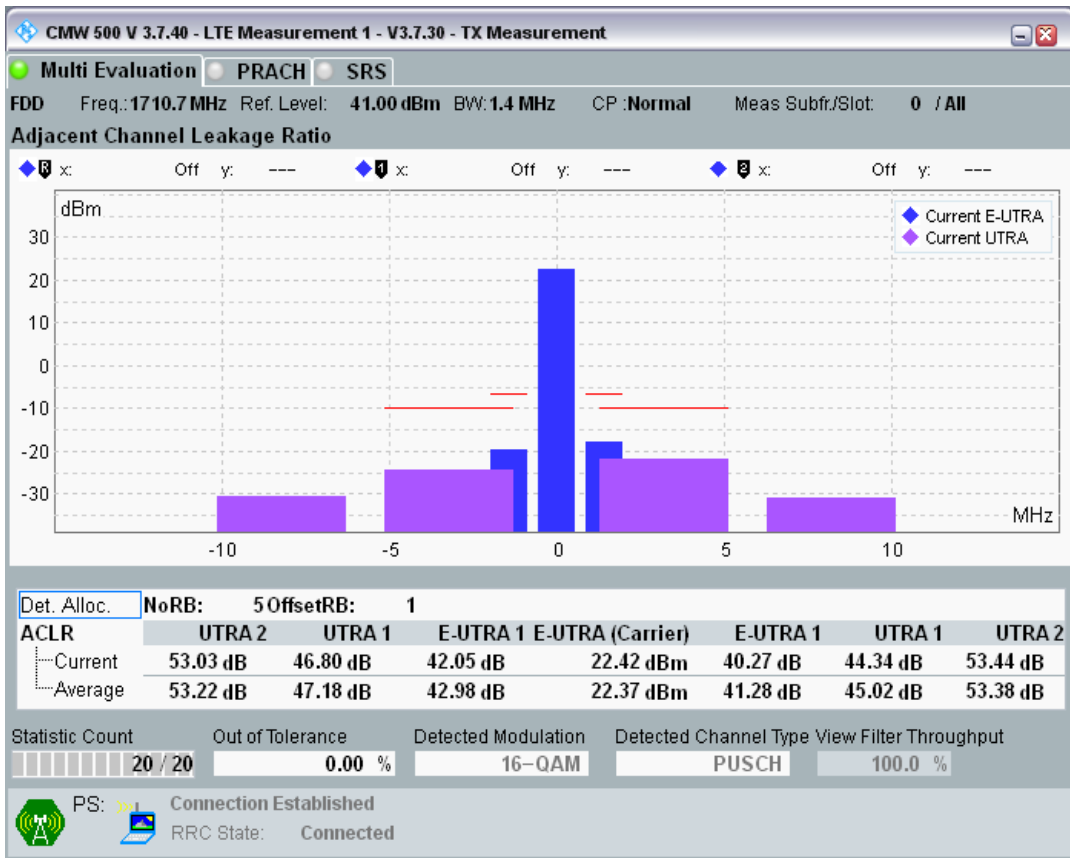 CMW 500 V 3.7.40 - LTE Measurement 1 - V3.7.30 - TX Measurement
Multi Evaluation PRACH SRS
FDD Freq.: 1710.7 MHz Ref. Level: 41.00 dBm BW: 1.4 MHz CP : Normal Meas Subfr./Slot: 0 / All
Adjacent Channel Leakage Ratio
R x: Off y: --- 1 x: Off y: --- 2 x: Off y: ---
dBm
Current E-UTRA
Current UTRA
30
20
10
0
-10
-20
-30
MHz
-10 -5 0 5 10
Det. Alloc. NoRB: 5 OffsetRB: 1
ACLR UTRA 2 UTRA 1 E-UTRA 1 E-UTRA (Carrier) E-UTRA 1 UTRA 1 UTRA 2
Current 53.03 dB 46.80 dB 42.05 dB 22.42 dBm 40.27 dB 44.34 dB 53.44 dB
Average 53.22 dB 47.18 dB 42.98 dB 22.37 dBm 41.28 dB 45.02 dB 53.38 dB
Statistic Count Out of Tolerance Detected Modulation Detected Channel Type View Filter Throughput
20 / 20 0.00 % 16-QAM PUSCH 100.0 %
PS: Connection Established
RRC State: Connected